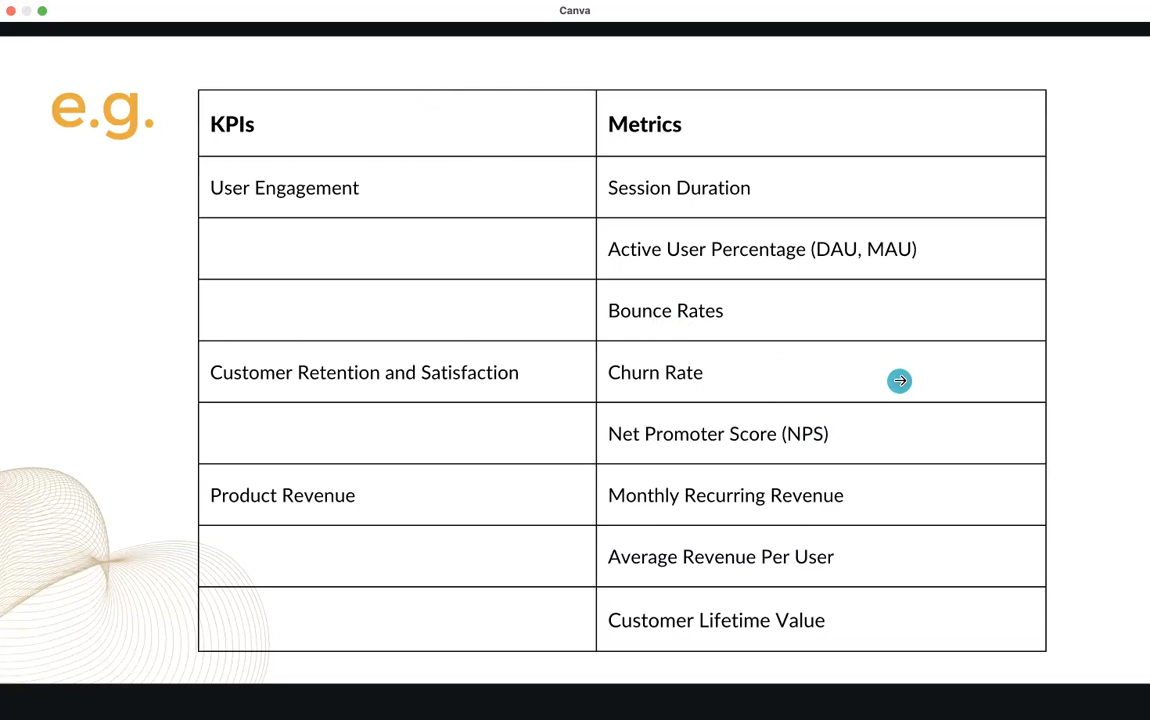 Canva
e.g.
KPIs Metrics
User Engagement Session Duration
Active User Percentage (DAU, MAU)
Bounce Rates
Customer Retention and Satisfaction Churn Rate
Net Promoter Score (NPS)
Product Revenue Monthly Recurring Revenue
Average Revenue Per User
Customer Lifetime Value